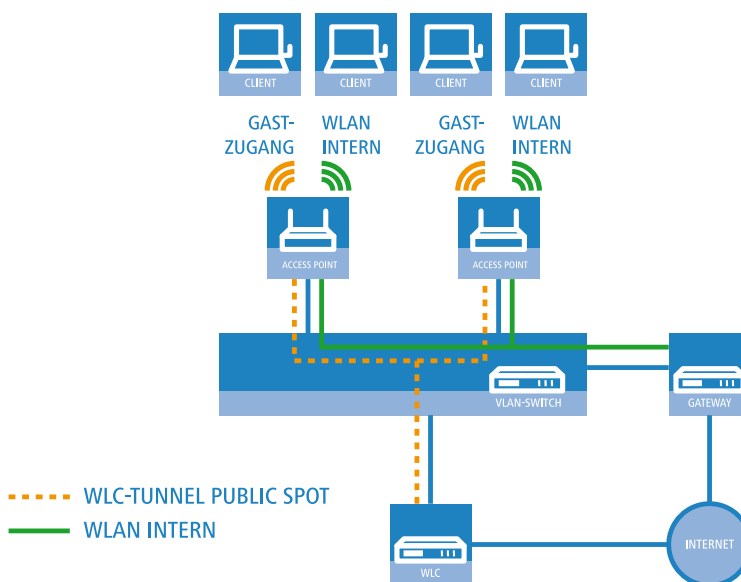 CLIENT
CLIENT
CLIENT
CLIENT
GAST-
ZUGANG
WLAN
INTERN
GAST-
ZUGANG
WLAN
INTERN
ACCESS POINT
ACCESS POINT
VLAN-SWITCH
GATEWAY
WLC-TUNNEL PUBLIC SPOT
WLAN INTERN
WLC
INTERNET